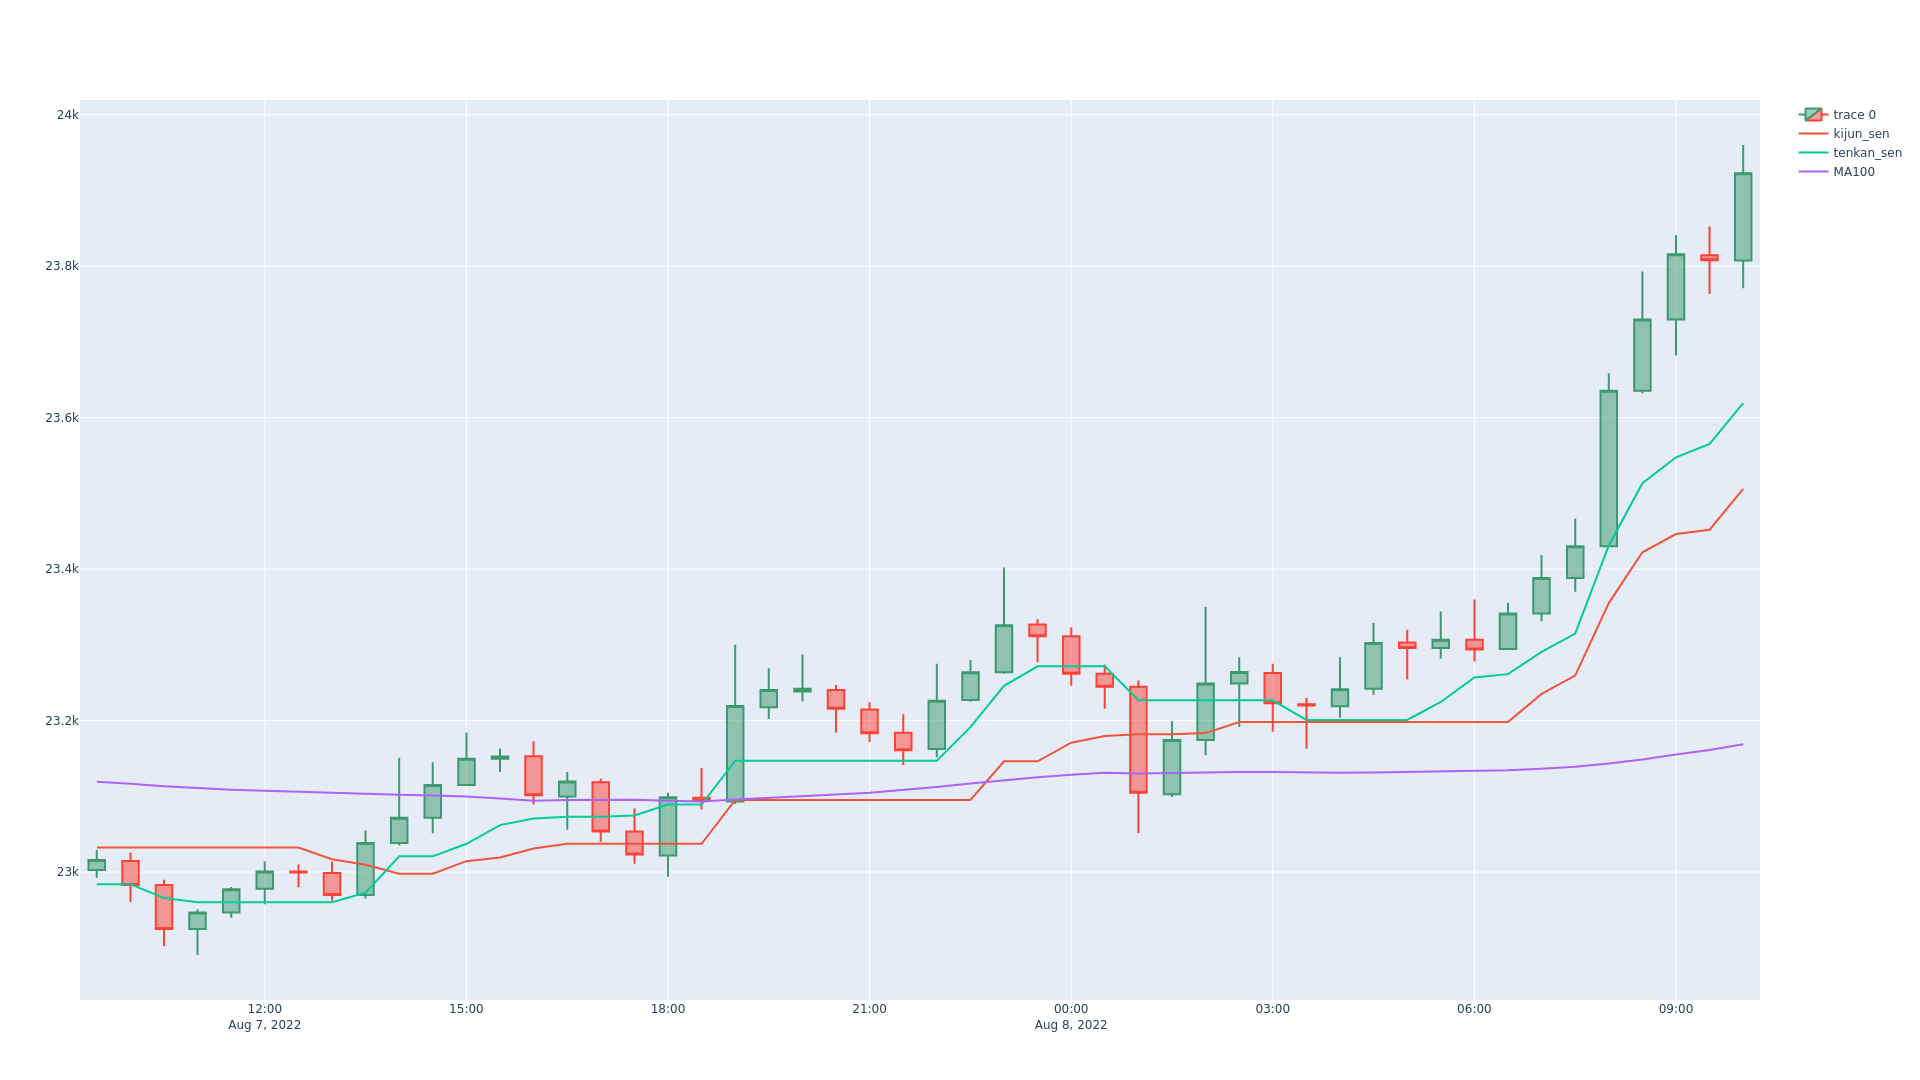 24k
23.8k
23.6k
23.4k
23.2k
23k
12:00
Aug 7, 2022
15:00
18:00
21:00
00:00
Aug 8, 2022
03:00
06:00
09:00
trace 0
kijun_sen
tenkan_sen
MA100